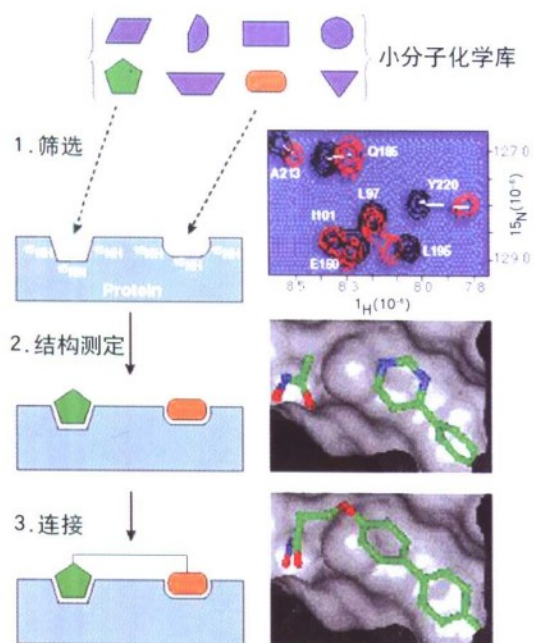 小分子化学库
1.筛选
Q185
A213
L97
Y220
I101
L195
E150
127.0
129.0
15N(10⁻⁶)
8.5
8.3
8.0
7.8
1H(10⁻⁶)
15NH
Protein
2.结构测定
3.连接